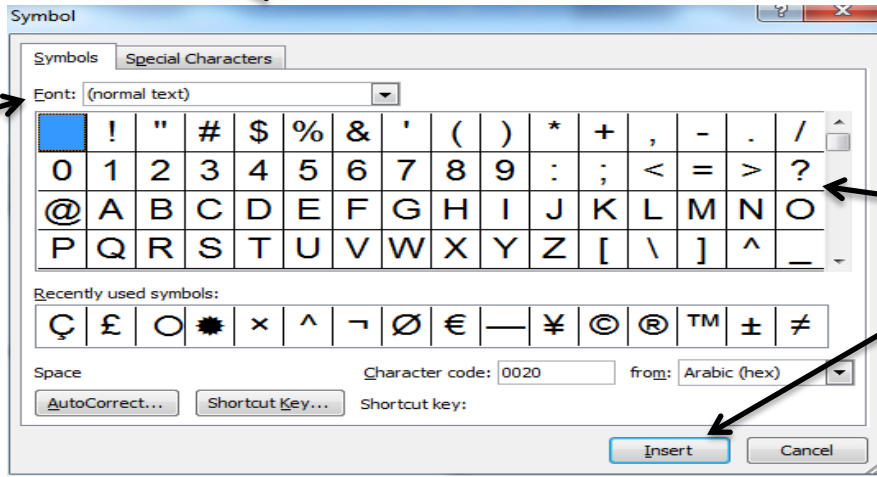 Symbol ? X
Symbols Special Characters
Font: (normal text)
! " # $ % & ' ( ) * + , - . /
0 1 2 3 4 5 6 7 8 9 : ; < = > ?
@ A B C D E F G H I J K L M N O
P Q R S T U V W X Y Z [ \ ] ^ _
Recently used symbols:
Ç £ ○ ✹ × ^ ¬ Ø € — ¥ © ® ™ ± ≠
Space Character code: 0020 from: Arabic (hex)
AutoCorrect... Shortcut Key... Shortcut key:
Insert Cancel